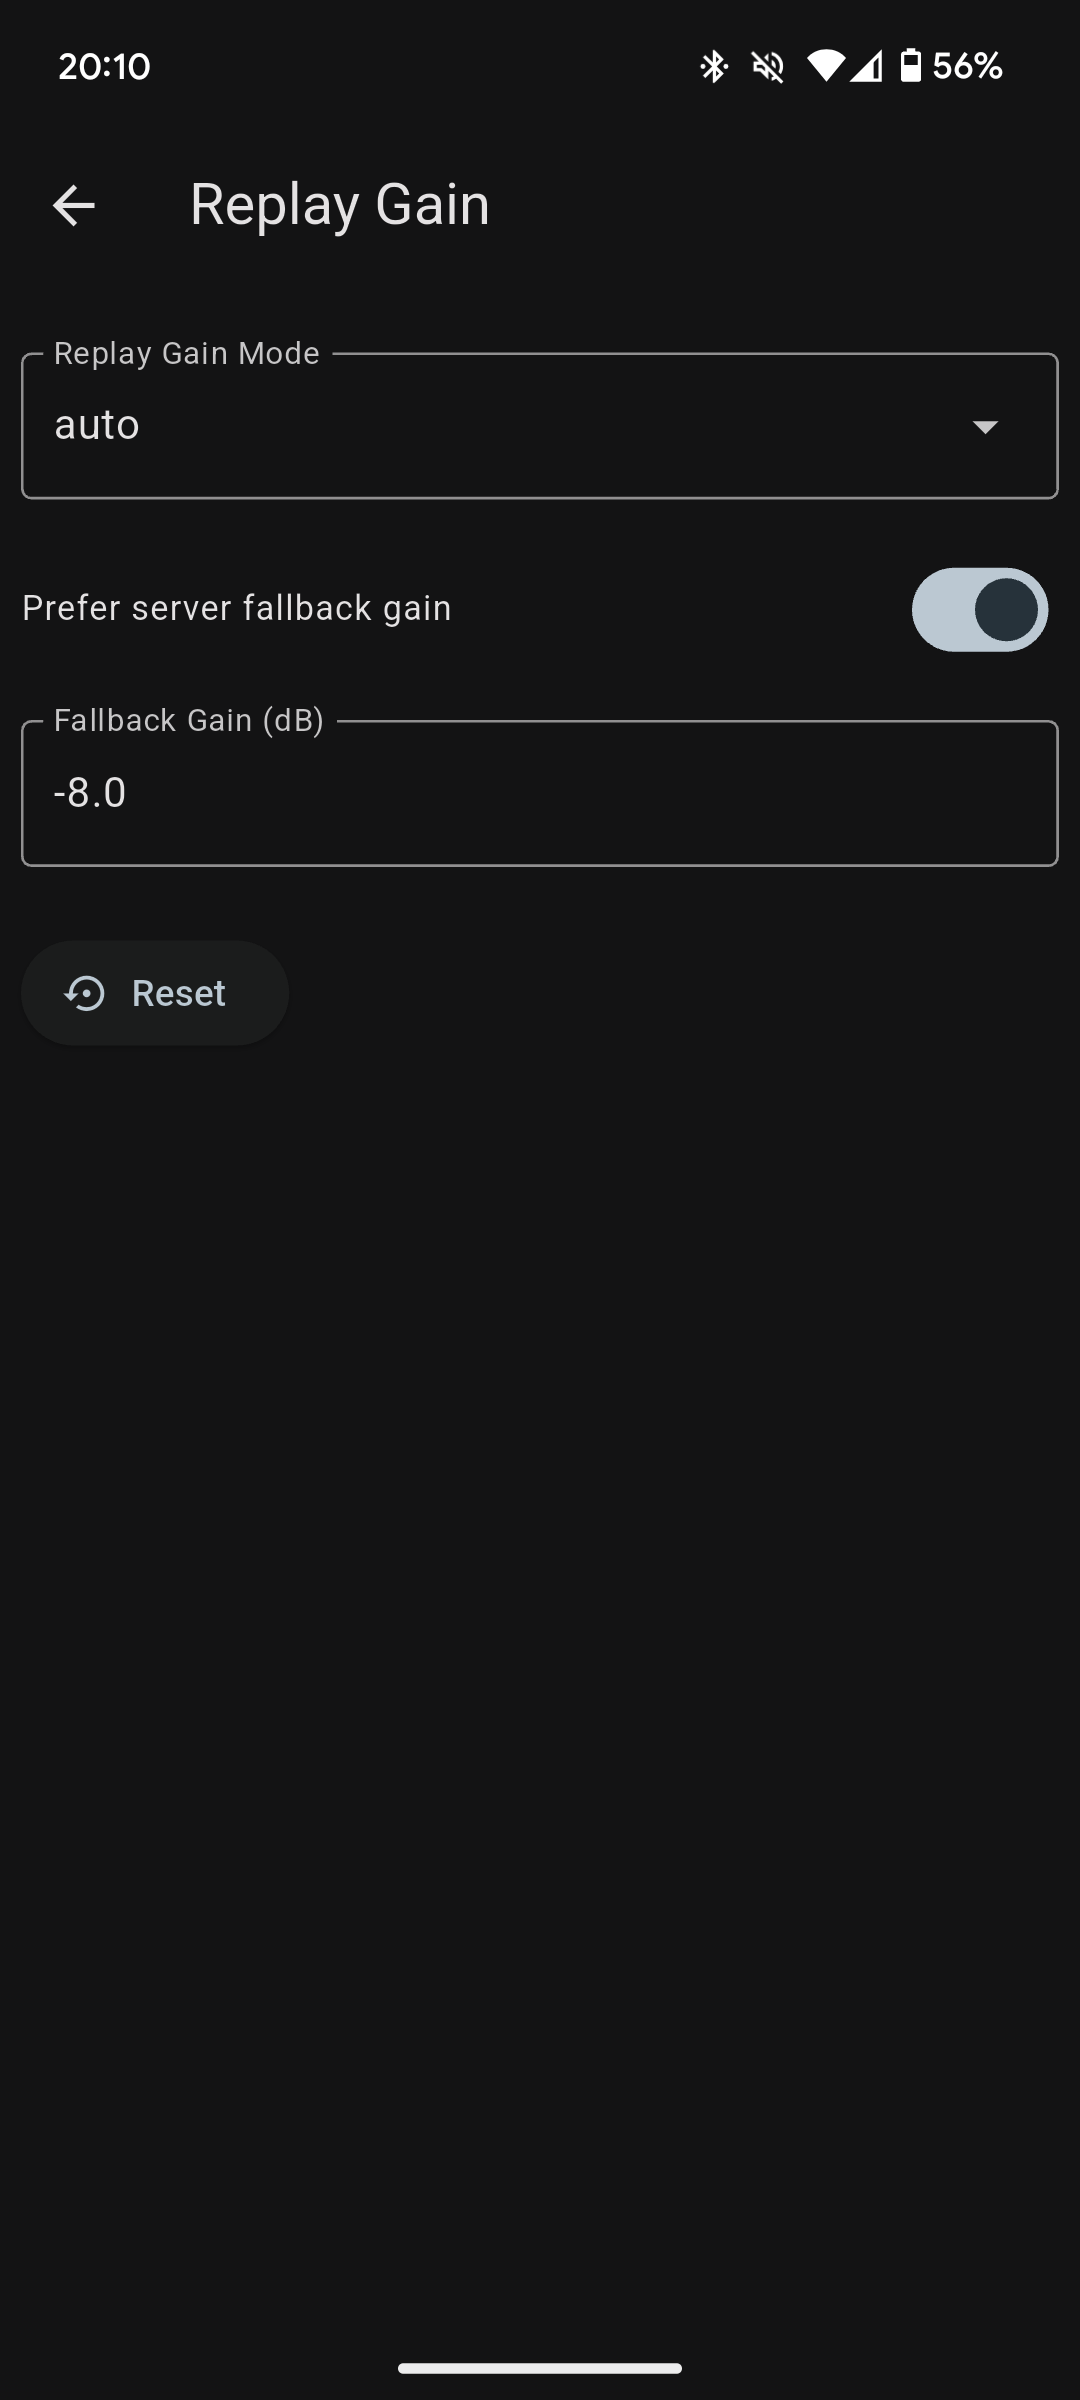 20:10
56%
Replay Gain
Replay Gain Mode
auto
Prefer server fallback gain
Fallback Gain (dB)
-8.0
Reset